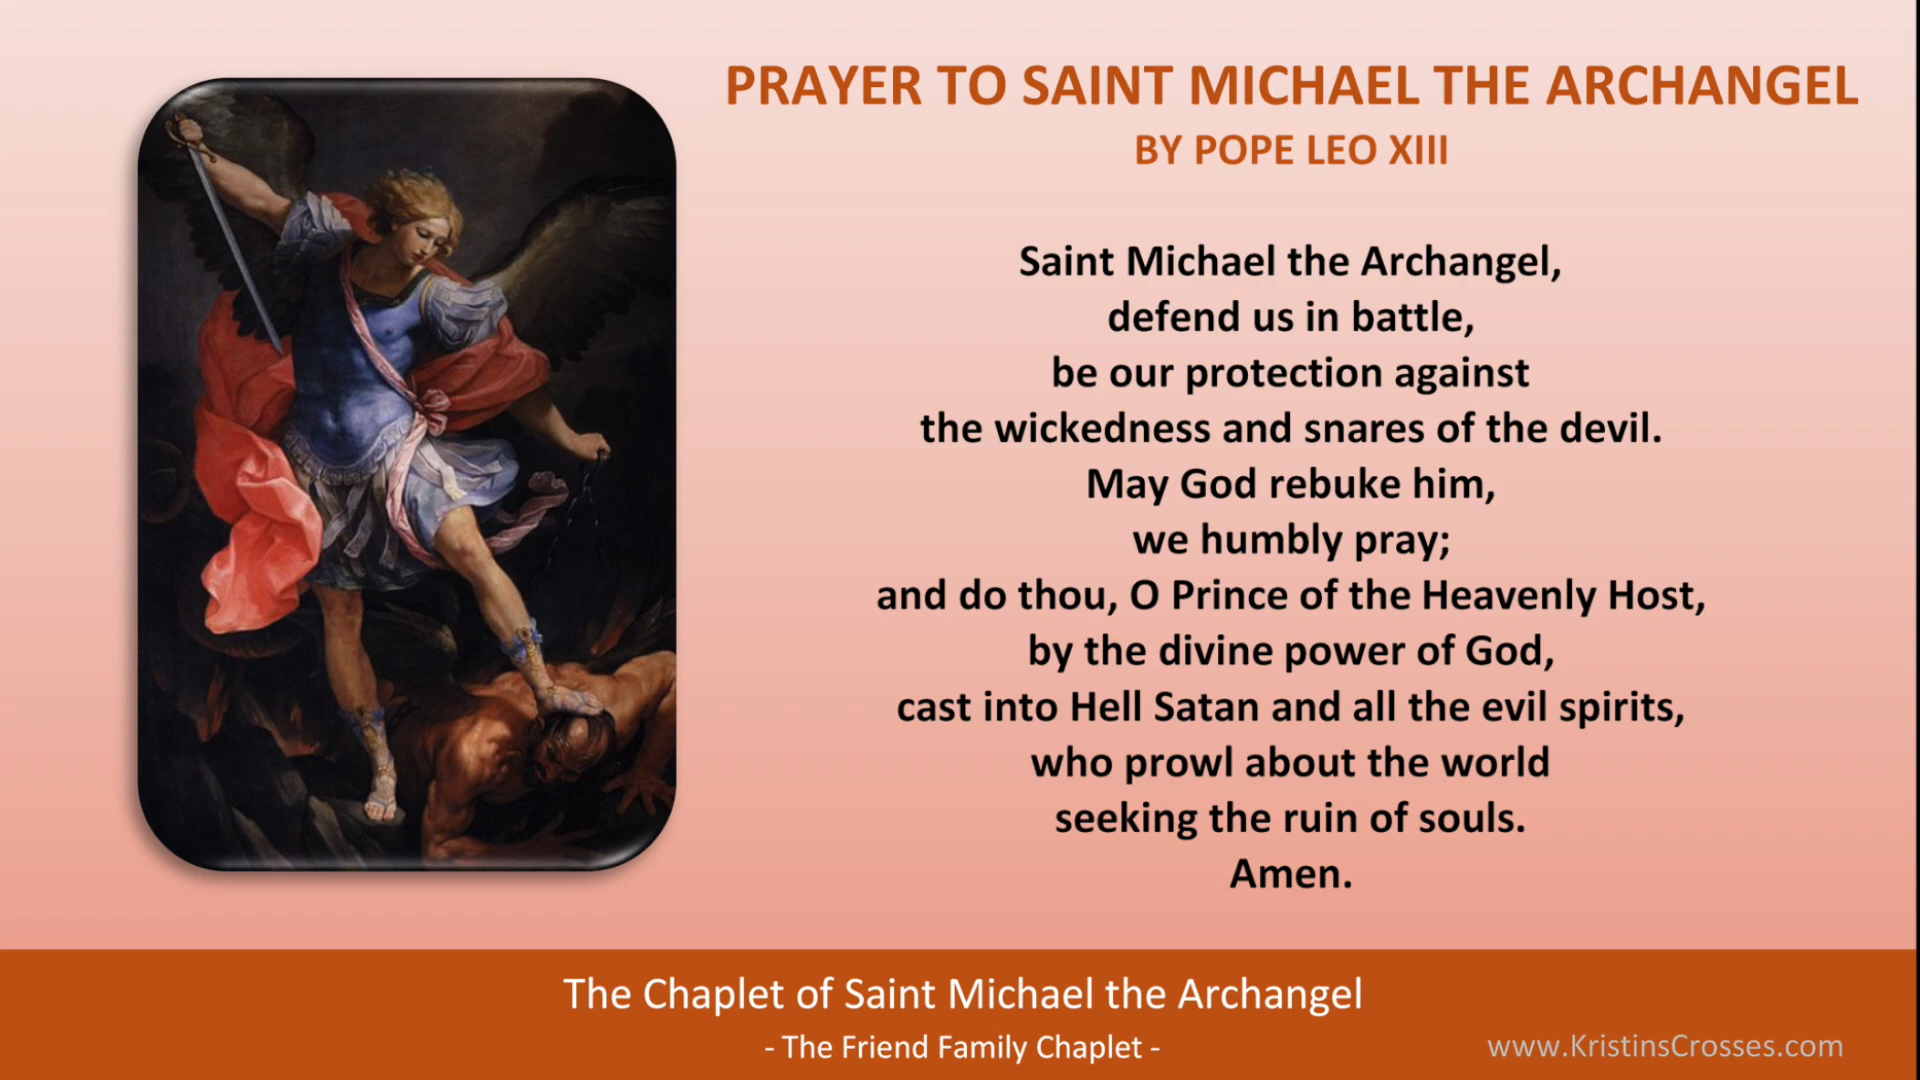 PRAYER TO SAINT MICHAEL THE ARCHANGEL
BY POPE LEO XIII
Saint Michael the Archangel,
defend us in battle,
be our protection against
the wickedness and snares of the devil.
May God rebuke him,
we humbly pray;
and do thou, O Prince of the Heavenly Host,
by the divine power of God,
cast into Hell Satan and all the evil spirits,
who prowl about the world
seeking the ruin of souls.
Amen.
The Chaplet of Saint Michael the Archangel
- The Friend Family Chaplet -
www.KristinsCrosses.com